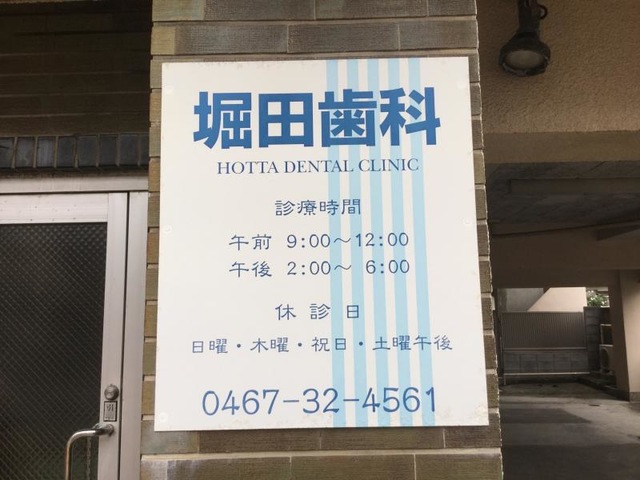 堀田歯科
HOTTA DENTAL CLINIC
診療時間
午前 9:00〜12:00
午後 2:00〜 6:00
休診日
日曜・木曜・祝日・土曜午後
0467-32-4561